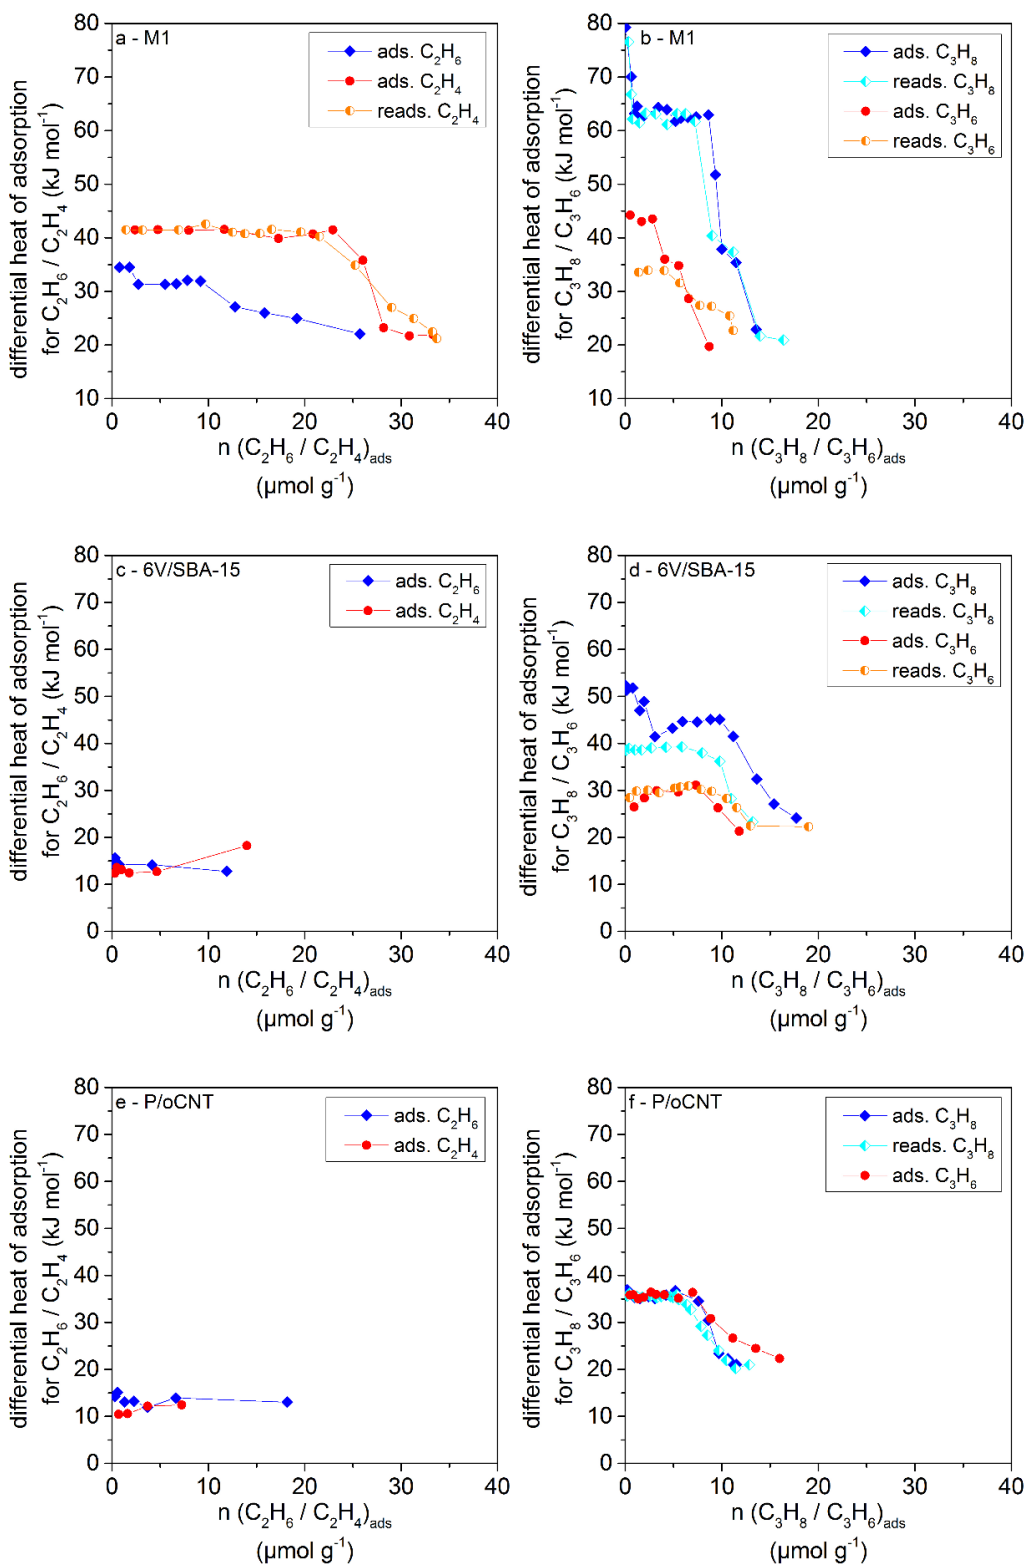 a - M1
ads. C₂H₆
ads. C₂H₄
reads. C₂H₄
differential heat of adsorption
for C₂H₆ / C₂H₄ (kJ mol⁻¹)
80
70
60
50
40
30
20
10
0 10 20 30 40
n (C₂H₆ / C₂H₄)ads
(µmol g⁻¹)
b - M1
ads. C₃H₈
reads. C₃H₈
ads. C₃H₆
reads. C₃H₆
differential heat of adsorption
for C₃H₈ / C₃H₆ (kJ mol⁻¹)
80
70
60
50
40
30
20
10
0 10 20 30 40
n (C₃H₈ / C₃H₆)ads
(µmol g⁻¹)
c - 6V/SBA-15
ads. C₂H₆
ads. C₂H₄
differential heat of adsorption
for C₂H₆ / C₂H₄ (kJ mol⁻¹)
80
70
60
50
40
30
20
10
0
0 10 20 30 40
n (C₂H₆ / C₂H₄)ads
(µmol g⁻¹)
d - 6V/SBA-15
ads. C₃H₈
reads. C₃H₈
ads. C₃H₆
reads. C₃H₆
differential heat of adsorption
for C₃H₈ / C₃H₆ (kJ mol⁻¹)
80
70
60
50
40
30
20
10
0
0 10 20 30 40
n (C₃H₈ / C₃H₆)ads
(µmol g⁻¹)
e - P/oCNT
ads. C₂H₆
ads. C₂H₄
differential heat of adsorption
for C₂H₆ / C₂H₄ (kJ mol⁻¹)
80
70
60
50
40
30
20
10
0
0 10 20 30 40
n (C₂H₆ / C₂H₄)ads
(µmol g⁻¹)
f - P/oCNT
ads. C₃H₈
reads. C₃H₈
ads. C₃H₆
differential heat of adsorption
for C₃H₈ / C₃H₆ (kJ mol⁻¹)
80
70
60
50
40
30
20
10
0
0 10 20 30 40
n (C₃H₈ / C₃H₆)ads
(µmol g⁻¹)